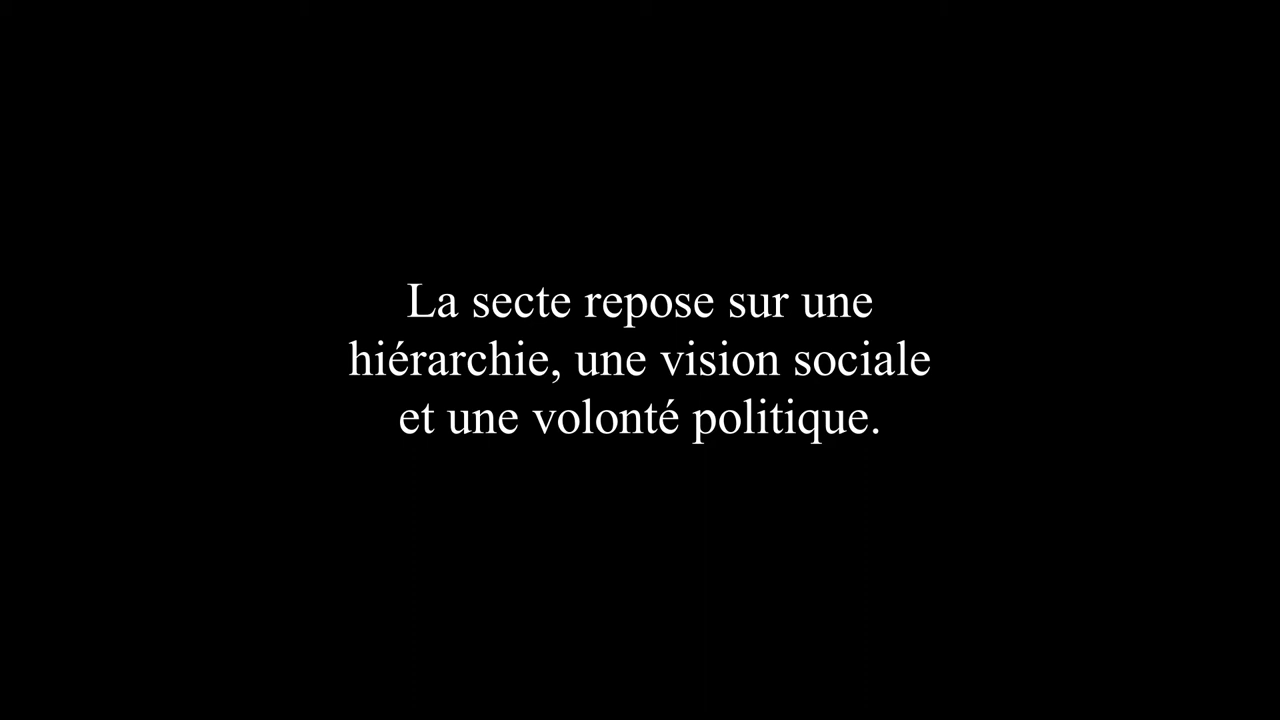 La secte repose sur une
hiérarchie, une vision sociale
et une volonté politique.